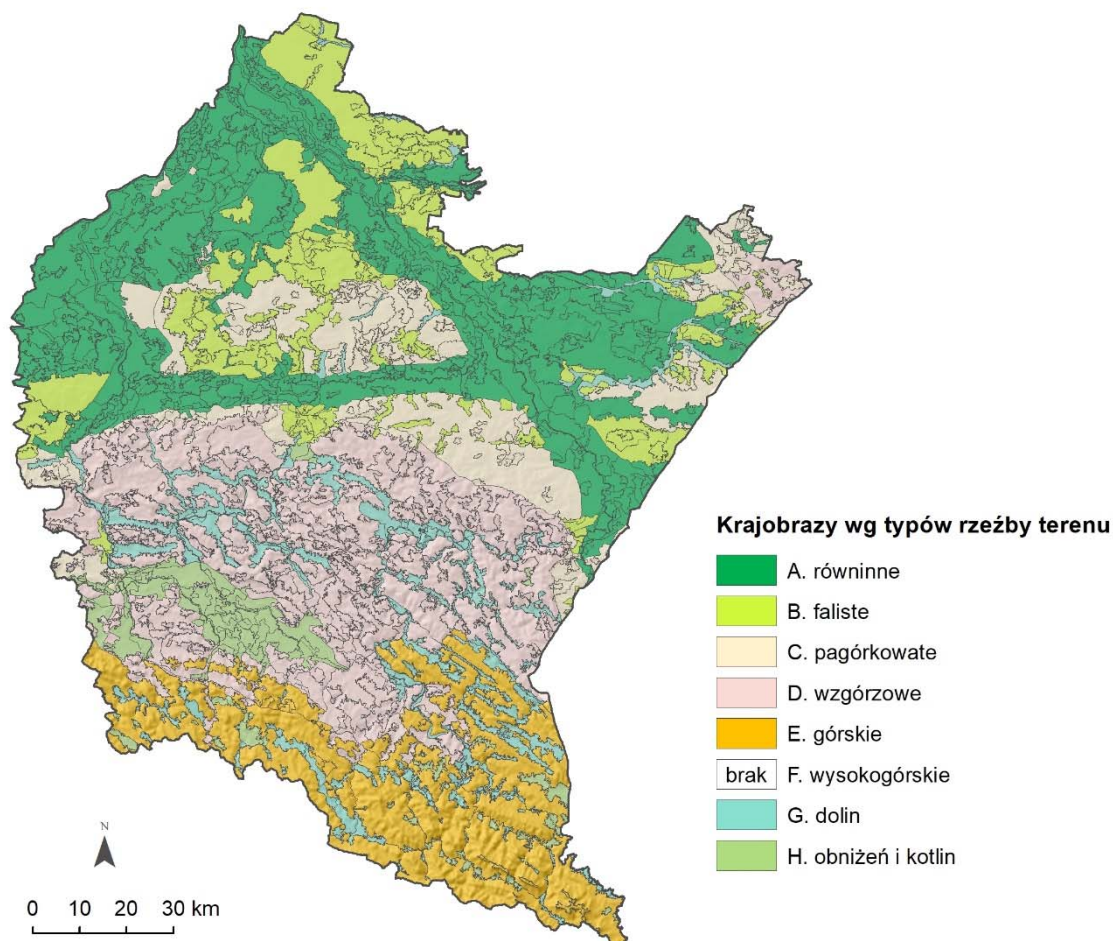 Krajobrazy wg typów rzeźby terenu
A. równinne
B. faliste
C. pagórkowate
D. wzgórzowe
E. górskie
brak F. wysokogórskie
G. dolin
H. obniżeń i kotlin
N
0 10 20 30 km